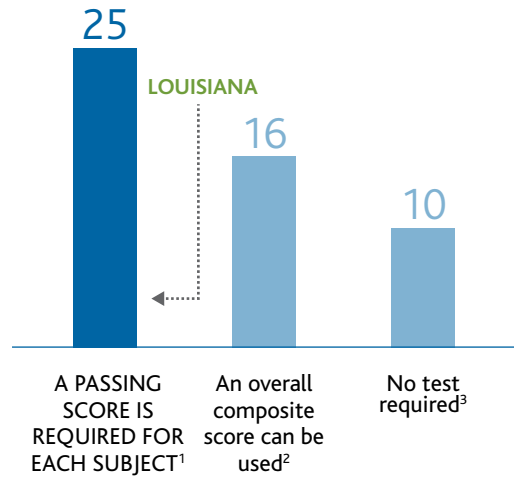 25
LOUISIANA
16
10
A PASSING
SCORE IS
REQUIRED FOR
EACH SUBJECT¹
An overall
composite
score can be
used²
No test
required³